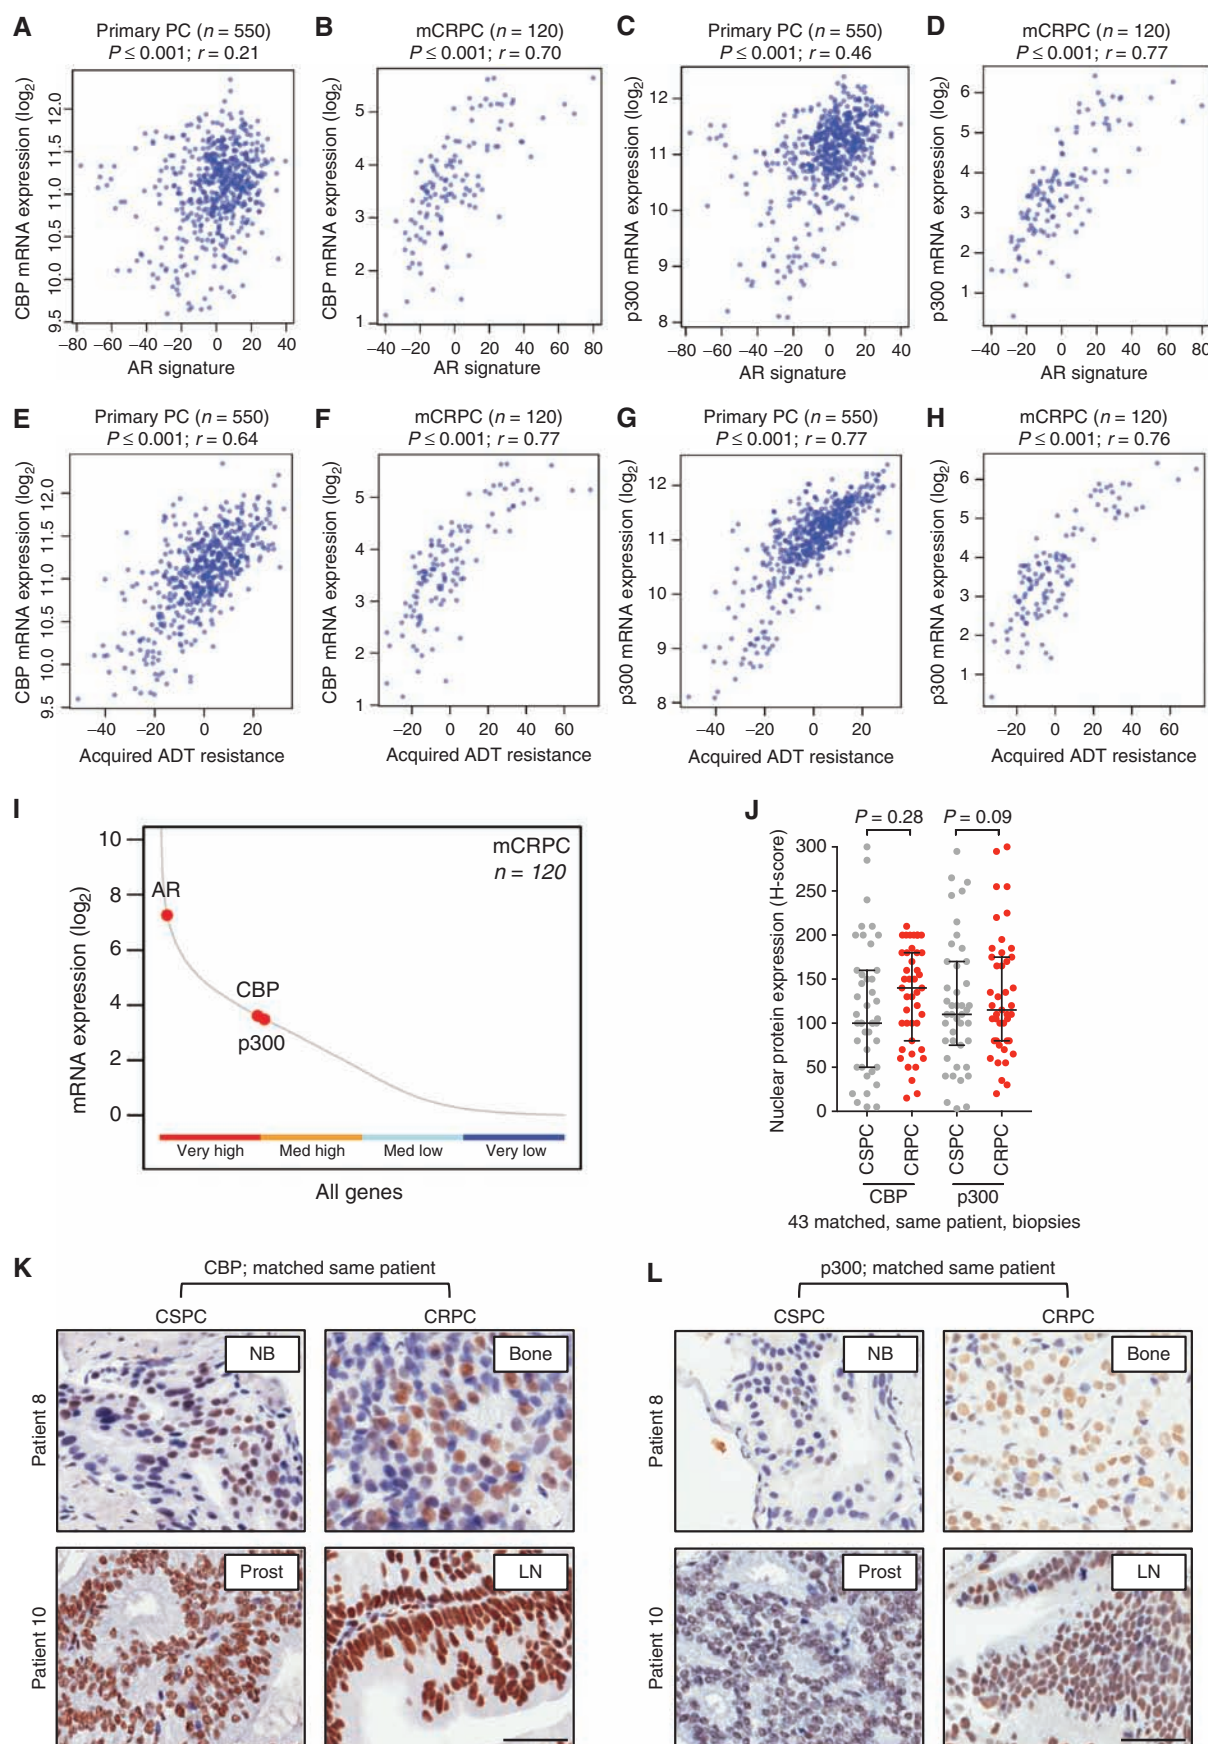 A
Primary PC (n = 550)
P ≤ 0.001; r = 0.21
CBP mRNA expression (log2)
12.0
11.5
11.0
10.5
10.0
9.5
−80 −60 −40 −20 0 20 40
AR signature
B
mCRPC (n = 120)
P ≤ 0.001; r = 0.70
CBP mRNA expression (log2)
5
4
3
2
1
−40 −20 0 20 40 60 80
AR signature
C
Primary PC (n = 550)
P ≤ 0.001; r = 0.46
p300 mRNA expression (log2)
12
11
10
9
8
−80 −60 −40 −20 0 20 40
AR signature
D
mCRPC (n = 120)
P ≤ 0.001; r = 0.77
p300 mRNA expression (log2)
6
5
4
3
2
1
−40 −20 0 20 40 60 80
AR signature
E
Primary PC (n = 550)
P ≤ 0.001; r = 0.64
CBP mRNA expression (log2)
12.0
11.5
11.0
10.5
10.0
9.5
−40 −20 0 20
Acquired ADT resistance
F
mCRPC (n = 120)
P ≤ 0.001; r = 0.77
CBP mRNA expression (log2)
5
4
3
2
1
−20 0 20 40 60
Acquired ADT resistance
G
Primary PC (n = 550)
P ≤ 0.001; r = 0.77
p300 mRNA expression (log2)
12
11
10
9
8
−40 −20 0 20
Acquired ADT resistance
H
mCRPC (n = 120)
P ≤ 0.001; r = 0.76
p300 mRNA expression (log2)
6
5
4
3
2
1
−20 0 20 40 60
Acquired ADT resistance
I
mRNA expression (log2)
10
8
6
4
2
0
mCRPC
n = 120
AR
CBP
p300
Very high Med high Med low Very low
All genes
J
P = 0.28 P = 0.09
Nuclear protein expression (H-score)
300
250
200
150
100
50
0
CSPC CRPC CSPC CRPC
CBP p300
43 matched, same patient, biopsies
K
CBP; matched same patient
CSPC CRPC
Patient 8
NB Bone
Patient 10
Prost LN
L
p300; matched same patient
CSPC CRPC
Patient 8
NB Bone
Patient 10
Prost LN